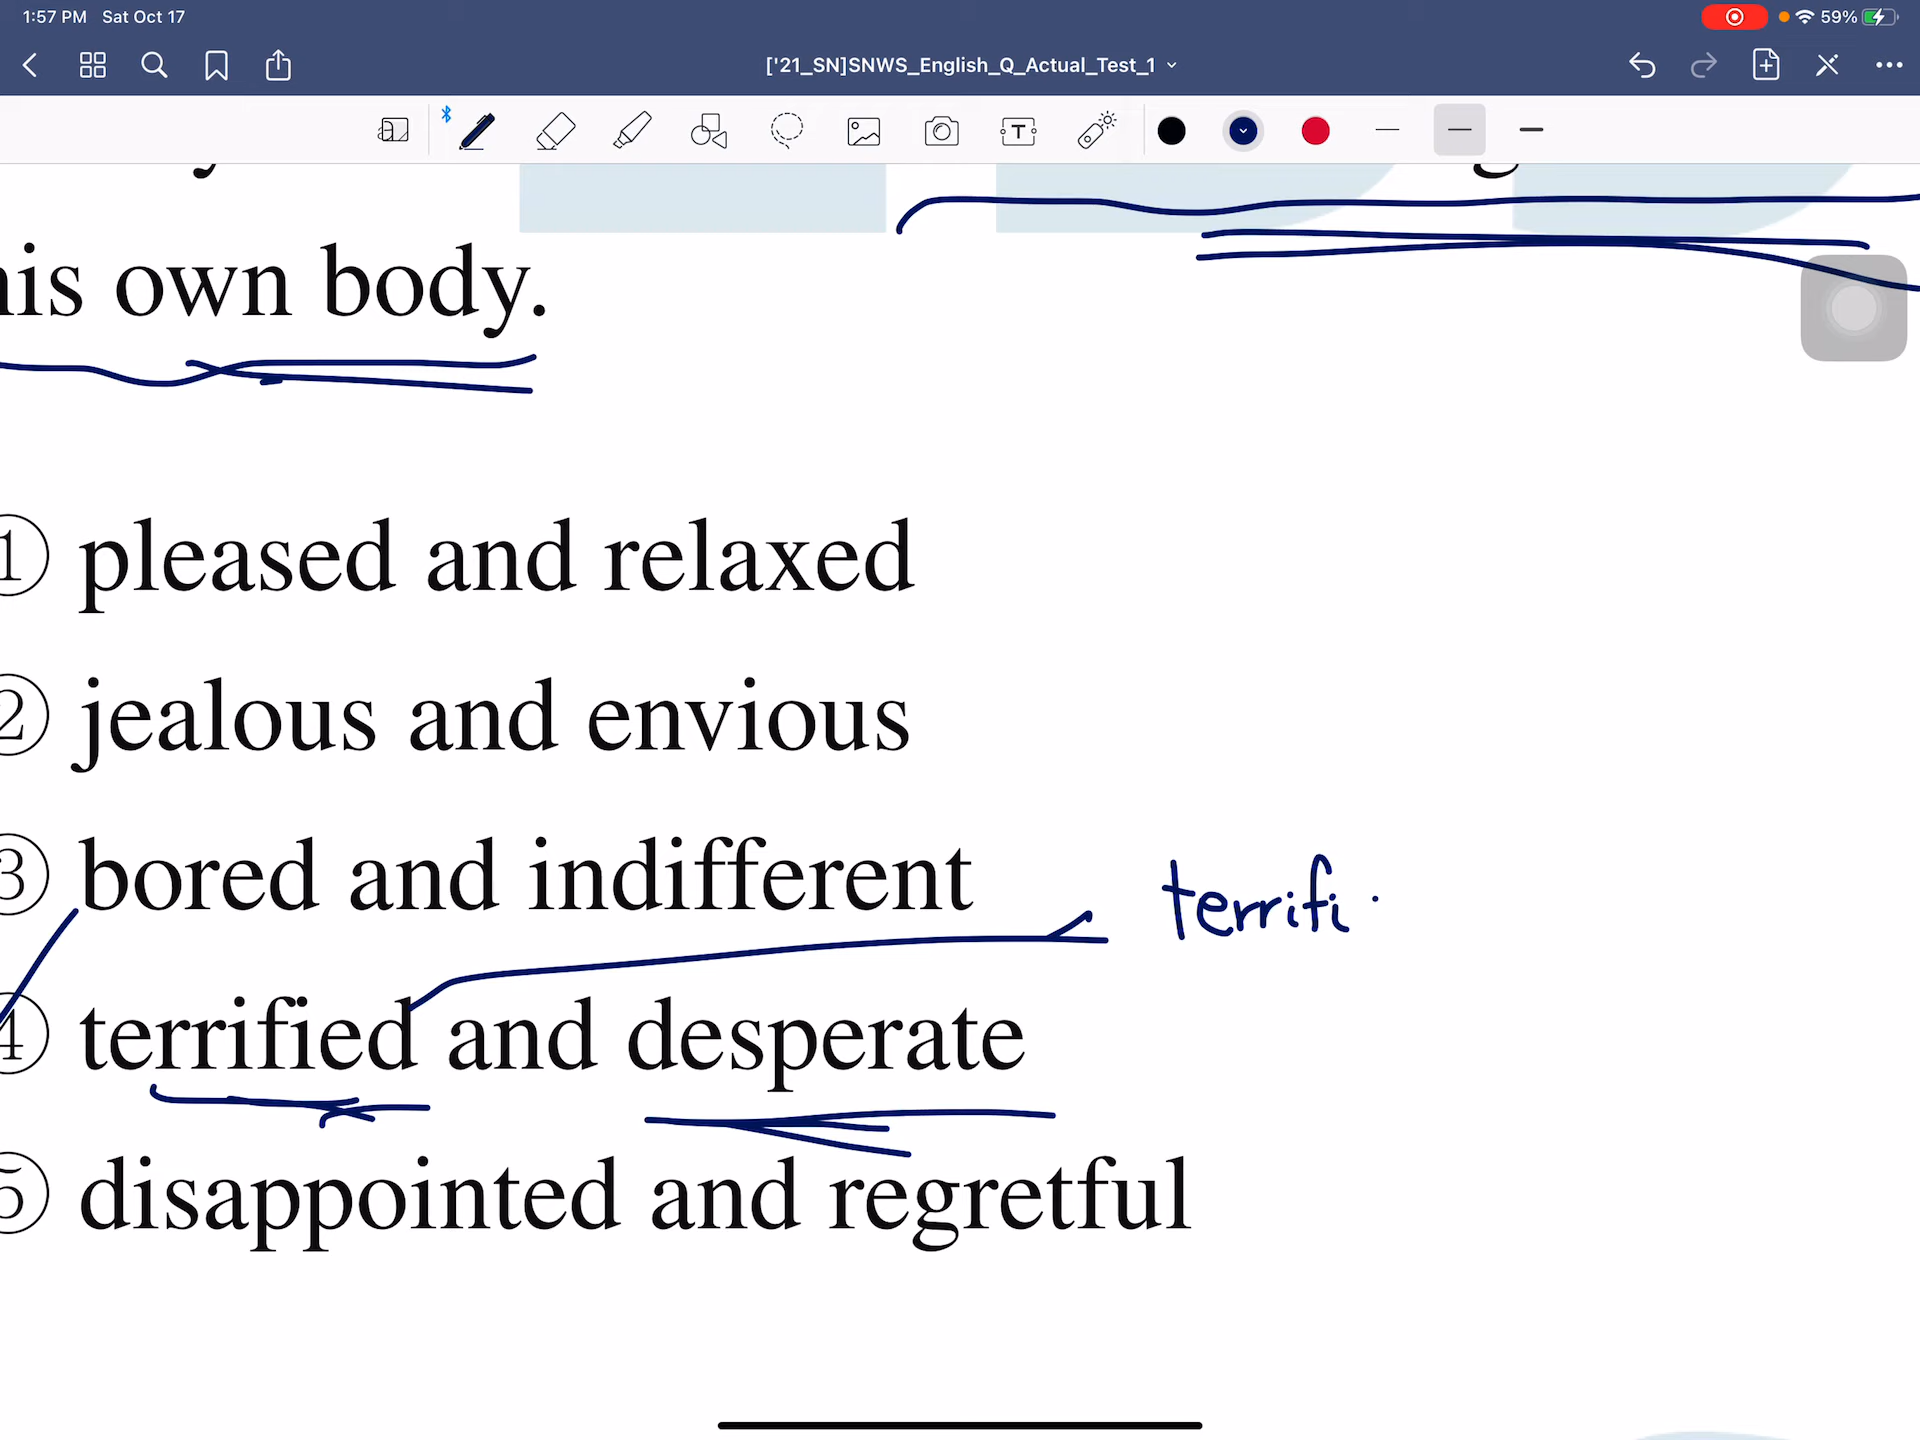 1:57 PM Sat Oct 17
59%
['21_SN]SNWS_English_Q_Actual_Test_1
T
his own body.
① pleased and relaxed
② jealous and envious
③ bored and indifferent
terrifi
④ terrified and desperate
⑤ disappointed and regretful